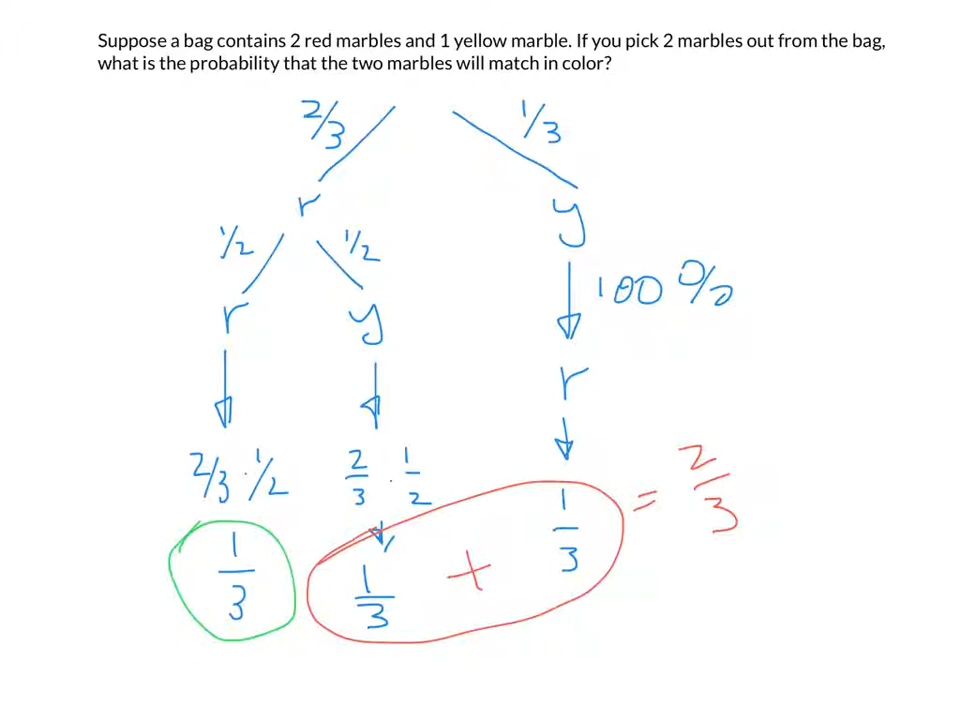 Suppose a bag contains 2 red marbles and 1 yellow marble. If you pick 2 marbles out from the bag,
what is the probability that the two marbles will match in color?
2/3 1/3
r y
1/2 1/2
100%
r y
r
2/3 · 1/2 2/3 · 1/2
1/3 1/3 + 1/3 = 2/3